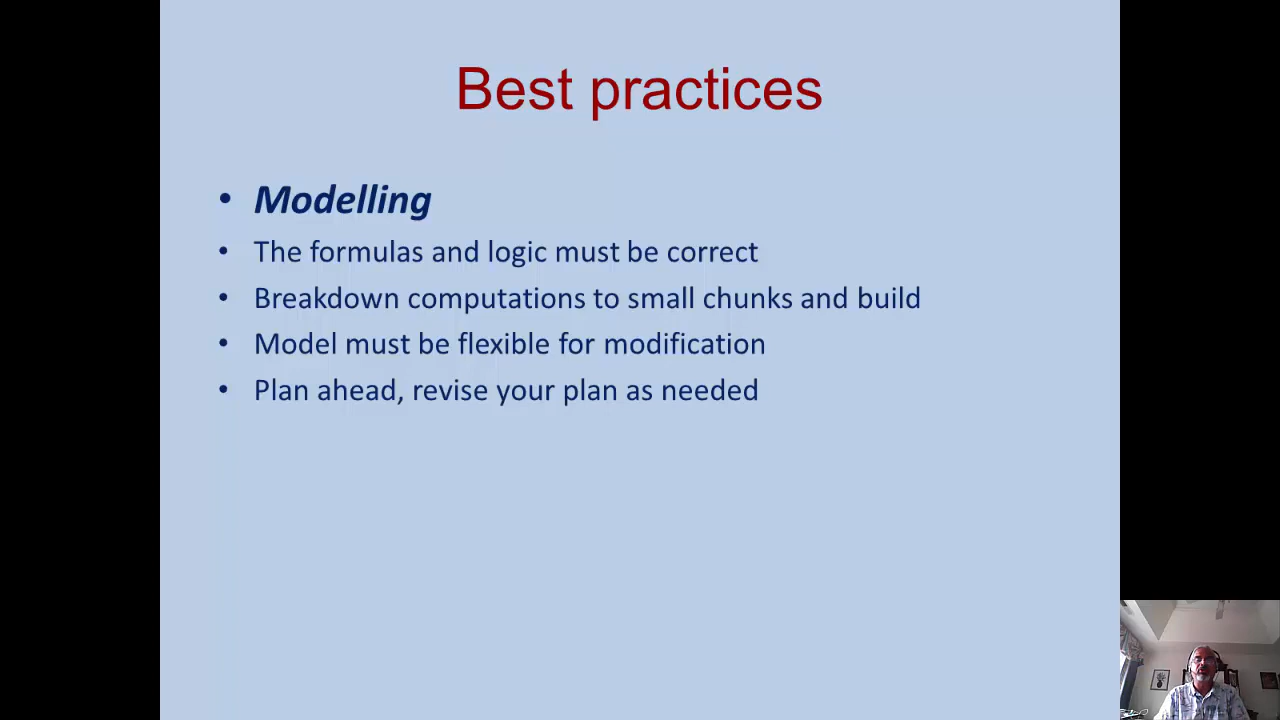 Best practices
• Modelling
• The formulas and logic must be correct
• Breakdown computations to small chunks and build
• Model must be flexible for modification
• Plan ahead, revise your plan as needed